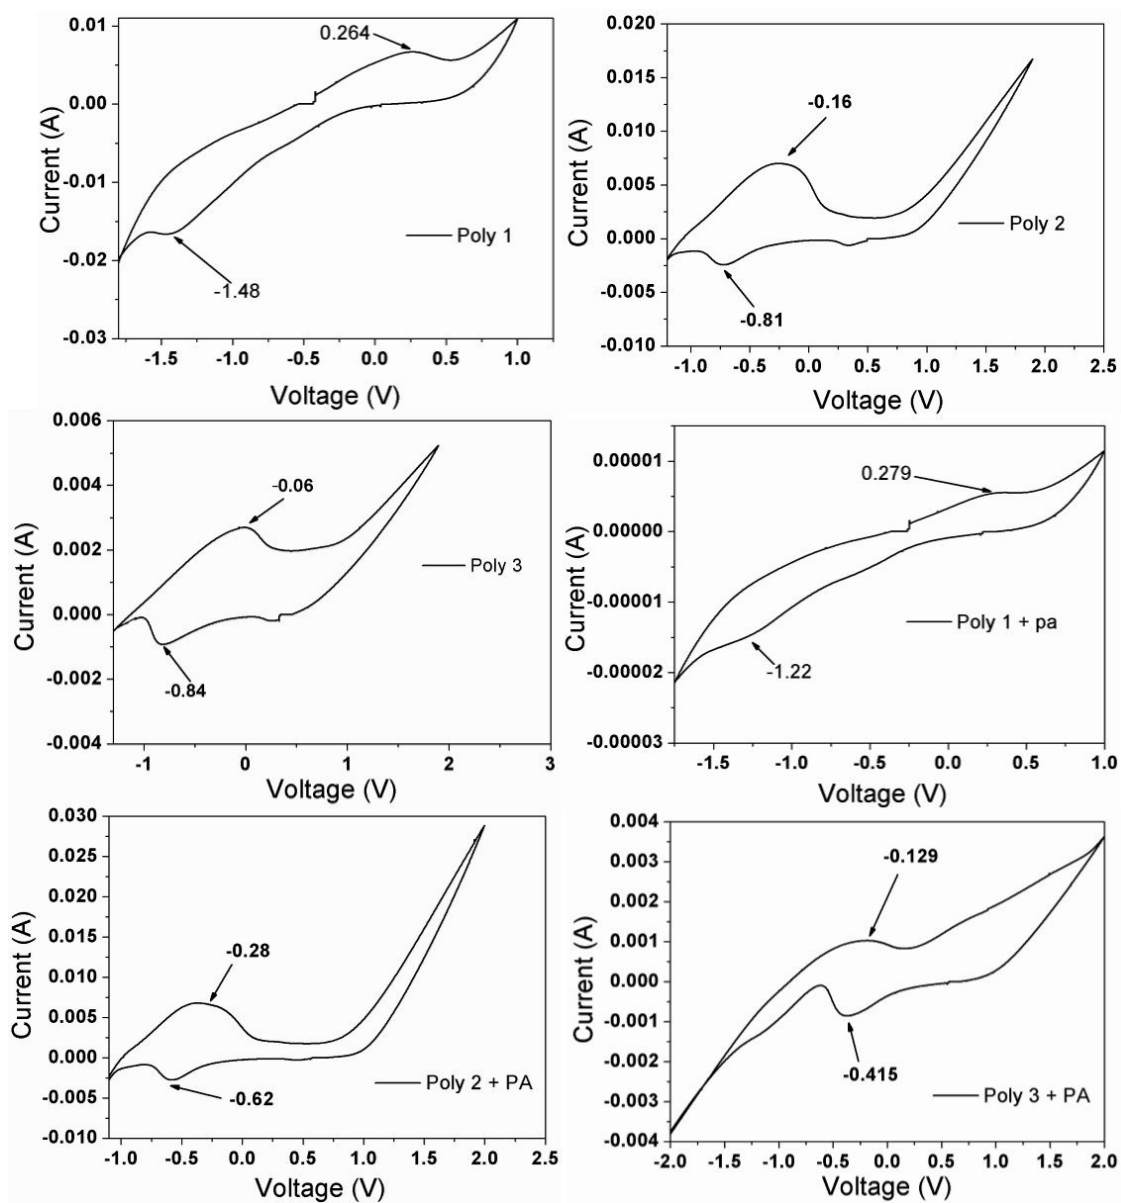 0.01
0.00
-0.01
-0.02
-0.03
Current (A)
0.264
-1.48
Poly 1
-1.5 -1.0 -0.5 0.0 0.5 1.0
Voltage (V)
0.020
0.015
0.010
0.005
0.000
-0.005
-0.010
Current (A)
-0.16
-0.81
Poly 2
-1.0 -0.5 0.0 0.5 1.0 1.5 2.0 2.5
Voltage (V)
0.006
0.004
0.002
0.000
-0.002
-0.004
Current (A)
-0.06
-0.84
Poly 3
-1 0 1 2 3
Voltage (V)
0.00001
0.00000
-0.00001
-0.00002
-0.00003
Current (A)
0.279
-1.22
Poly 1 + pa
-1.5 -1.0 -0.5 0.0 0.5 1.0
Voltage (V)
0.030
0.025
0.020
0.015
0.010
0.005
0.000
-0.005
-0.010
Current (A)
-0.28
-0.62
Poly 2 + PA
-1.0 -0.5 0.0 0.5 1.0 1.5 2.0 2.5
Voltage (V)
0.004
0.003
0.002
0.001
0.000
-0.001
-0.002
-0.003
-0.004
Current (A)
-0.129
-0.415
Poly 3 + PA
-2.0 -1.5 -1.0 -0.5 0.0 0.5 1.0 1.5 2.0
Voltage (V)